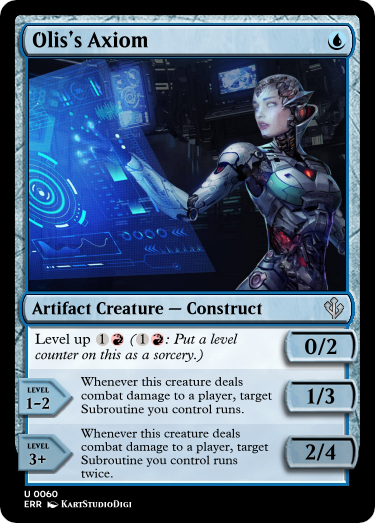 Olis's Axiom
Artifact Creature — Construct
Level up 1 (1: Put a level
counter on this as a sorcery.)
0/2
LEVEL
1-2
Whenever this creature deals
combat damage to a player, target
Subroutine you control runs.
1/3
LEVEL
3+
Whenever this creature deals
combat damage to a player, target
Subroutine you control runs
twice.
2/4
U 0060
ERR KartStudioDigi